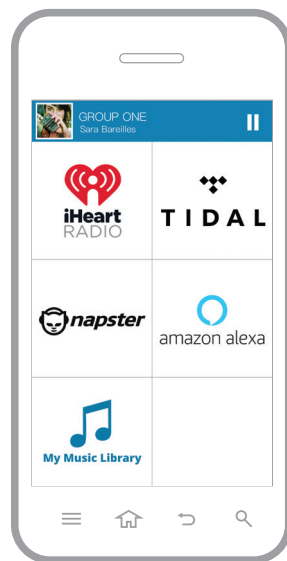 GROUP ONE
Sara Bareilles
iHeart
RADIO
TIDAL
napster
amazon alexa
My Music Library